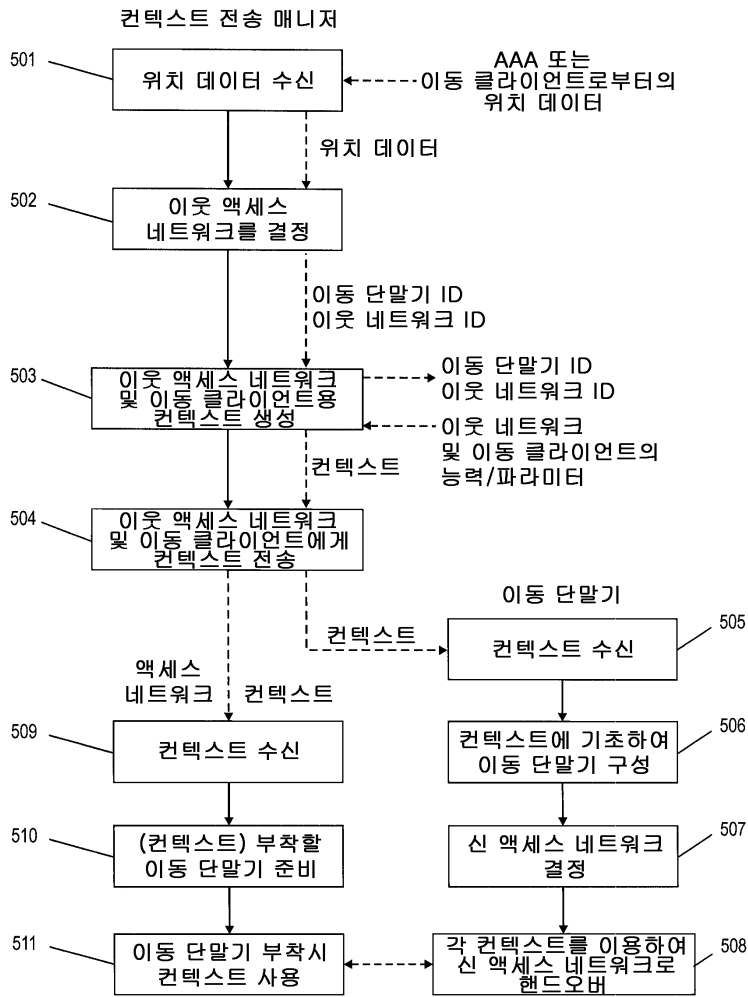 컨텍스트 전송 매니저
501
위치 데이터 수신
AAA 또는
이동 클라이언트로부터의
위치 데이터
위치 데이터
502
이웃 액세스
네트워크를 결정
이동 단말기 ID
이웃 네트워크 ID
503
이웃 액세스 네트워크
및 이동 클라이언트용
컨텍스트 생성
이동 단말기 ID
이웃 네트워크 ID
이웃 네트워크
및 이동 클라이언트의
능력/파라미터
컨텍스트
504
이웃 액세스 네트워크
및 이동 클라이언트에게
컨텍스트 전송
이동 단말기
컨텍스트
505
컨텍스트 수신
액세스
네트워크
컨텍스트
509
컨텍스트 수신
506
컨텍스트에 기초하여
이동 단말기 구성
510
(컨텍스트) 부착할
이동 단말기 준비
507
신 액세스 네트워크
결정
511
이동 단말기 부착시
컨텍스트 사용
508
각 컨텍스트를 이용하여
신 액세스 네트워크로
핸드오버